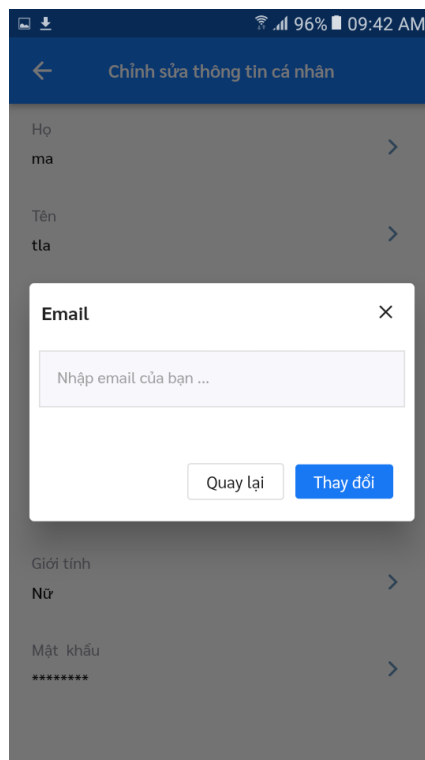 96% 09:42 AM
Chỉnh sửa thông tin cá nhân
Họ
ma
Tên
tla
Email
Nhập email của bạn ...
Quay lại Thay đổi
Giới tính
Nữ
Mật khẩu
********